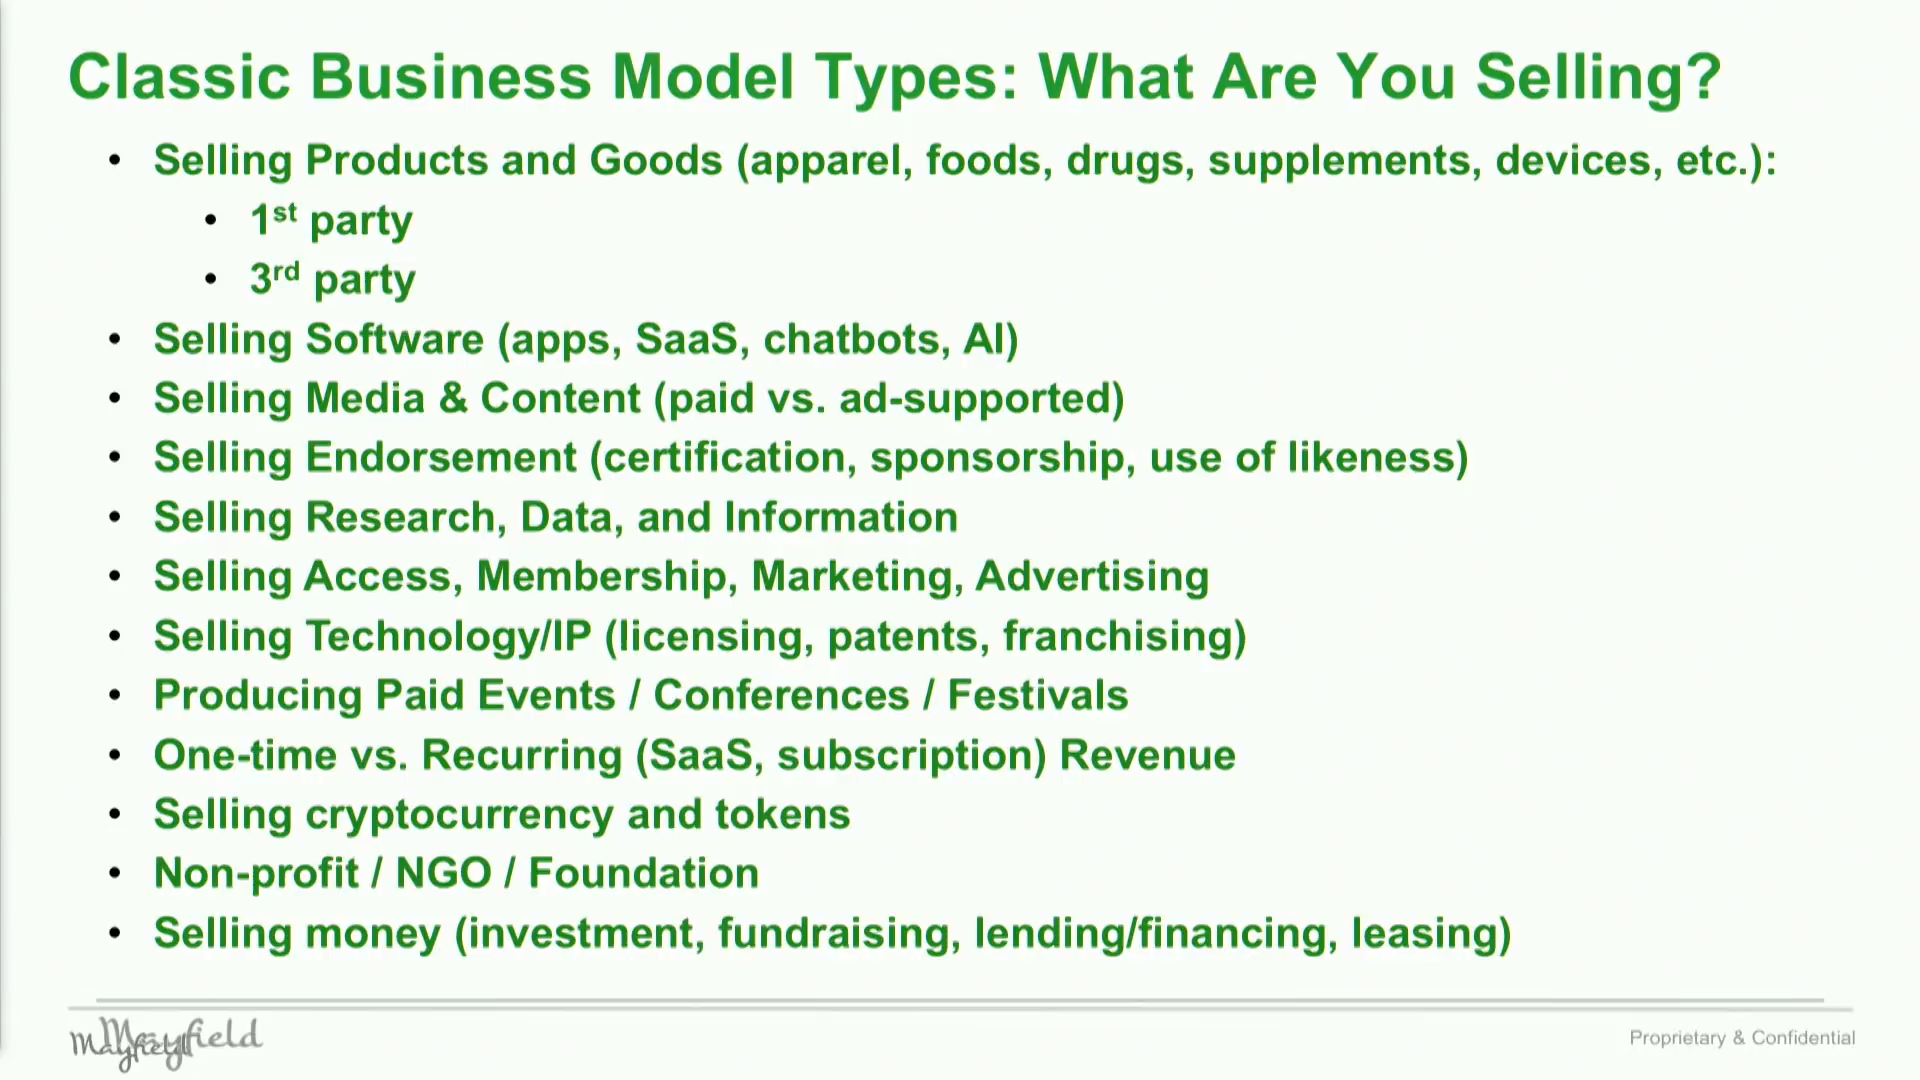 Classic Business Model Types: What Are You Selling?
• Selling Products and Goods (apparel, foods, drugs, supplements, devices, etc.):
• 1st party
• 3rd party
• Selling Software (apps, SaaS, chatbots, AI)
• Selling Media & Content (paid vs. ad-supported)
• Selling Endorsement (certification, sponsorship, use of likeness)
• Selling Research, Data, and Information
• Selling Access, Membership, Marketing, Advertising
• Selling Technology/IP (licensing, patents, franchising)
• Producing Paid Events / Conferences / Festivals
• One-time vs. Recurring (SaaS, subscription) Revenue
• Selling cryptocurrency and tokens
• Non-profit / NGO / Foundation
• Selling money (investment, fundraising, lending/financing, leasing)
Mayfield
Mayfield
Proprietary & Confidential